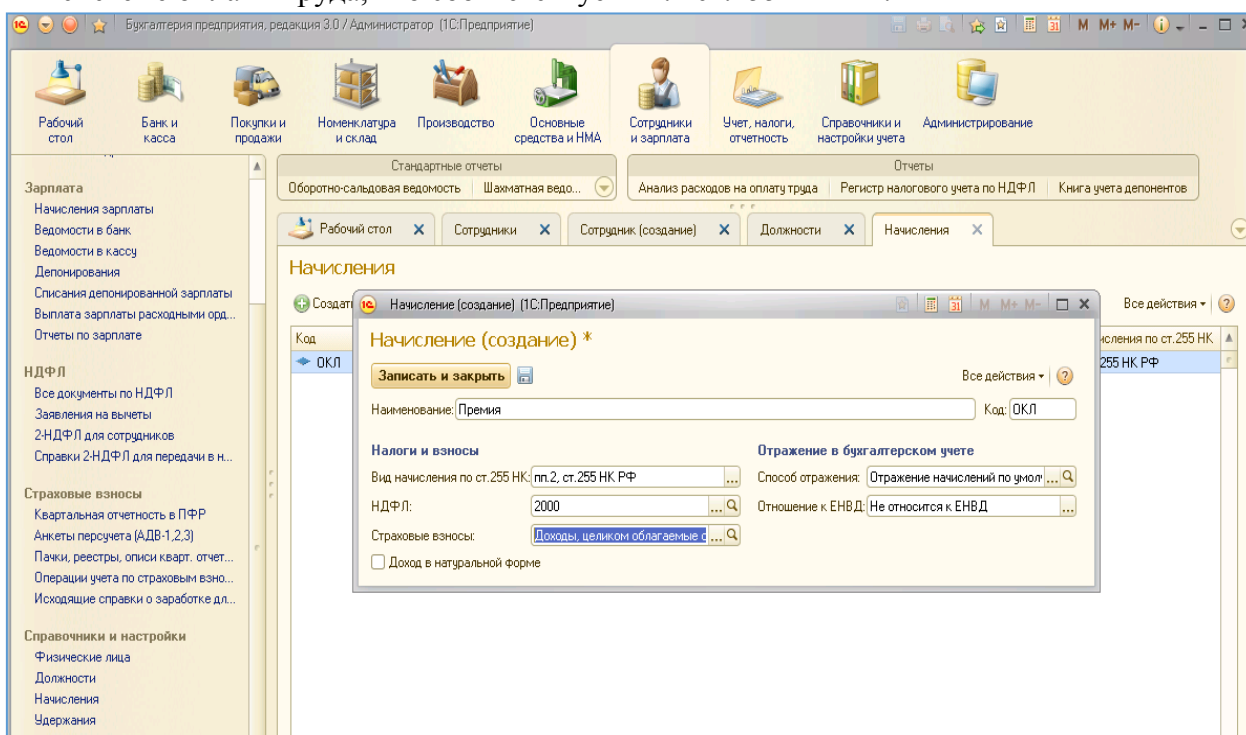 Бухгалтерия предприятия, редакция 3.0 / Администратор (1С:Предприятие)
M M+ M-
Рабочий стол
Банк и касса
Покупки и продажи
Номенклатура и склад
Производство
Основные средства и НМА
Сотрудники и зарплата
Учет, налоги, отчетность
Справочники и настройки учета
Администрирование
Стандартные отчеты
Оборотно-сальдовая ведомость Шахматная ведо...
Отчеты
Анализ расходов на оплату труда Регистр налогового учета по НДФЛ Книга учета депонентов
Рабочий стол
Сотрудники
Сотрудник (создание)
Должности
Начисления
Зарплата
Начисления зарплаты
Ведомости в банк
Ведомости в кассу
Депонирования
Списания депонированной зарплаты
Выплата зарплаты расходными орд...
Отчеты по зарплате
НДФЛ
Все документы по НДФЛ
Заявления на вычеты
2-НДФЛ для сотрудников
Справки 2-НДФЛ для передачи в н...
Страховые взносы
Квартальная отчетность в ПФР
Анкеты персучета (АДВ-1,2,3)
Пачки, реестры, описи кварт. отчет...
Операции учета по страховым взно...
Исходящие справки о заработке дл...
Справочники и настройки
Физические лица
Должности
Начисления
Удержания
Начисления
Все действия
Код
ОКЛ
255 НК РФ
Начисление (создание) (1С:Предприятие)
M M+ M-
Начисление (создание) *
Записать и закрыть
Все действия
Наименование: Премия
Код: ОКЛ
Налоги и взносы
Вид начисления по ст.255 НК: пп.2, ст.255 НК РФ
НДФЛ: 2000
Страховые взносы: Доходы, целиком облагаемые с
Доход в натуральной форме
Отражение в бухгалтерском учете
Способ отражения: Отражение начислений по умол
Отношение к ЕНВД: Не относится к ЕНВД